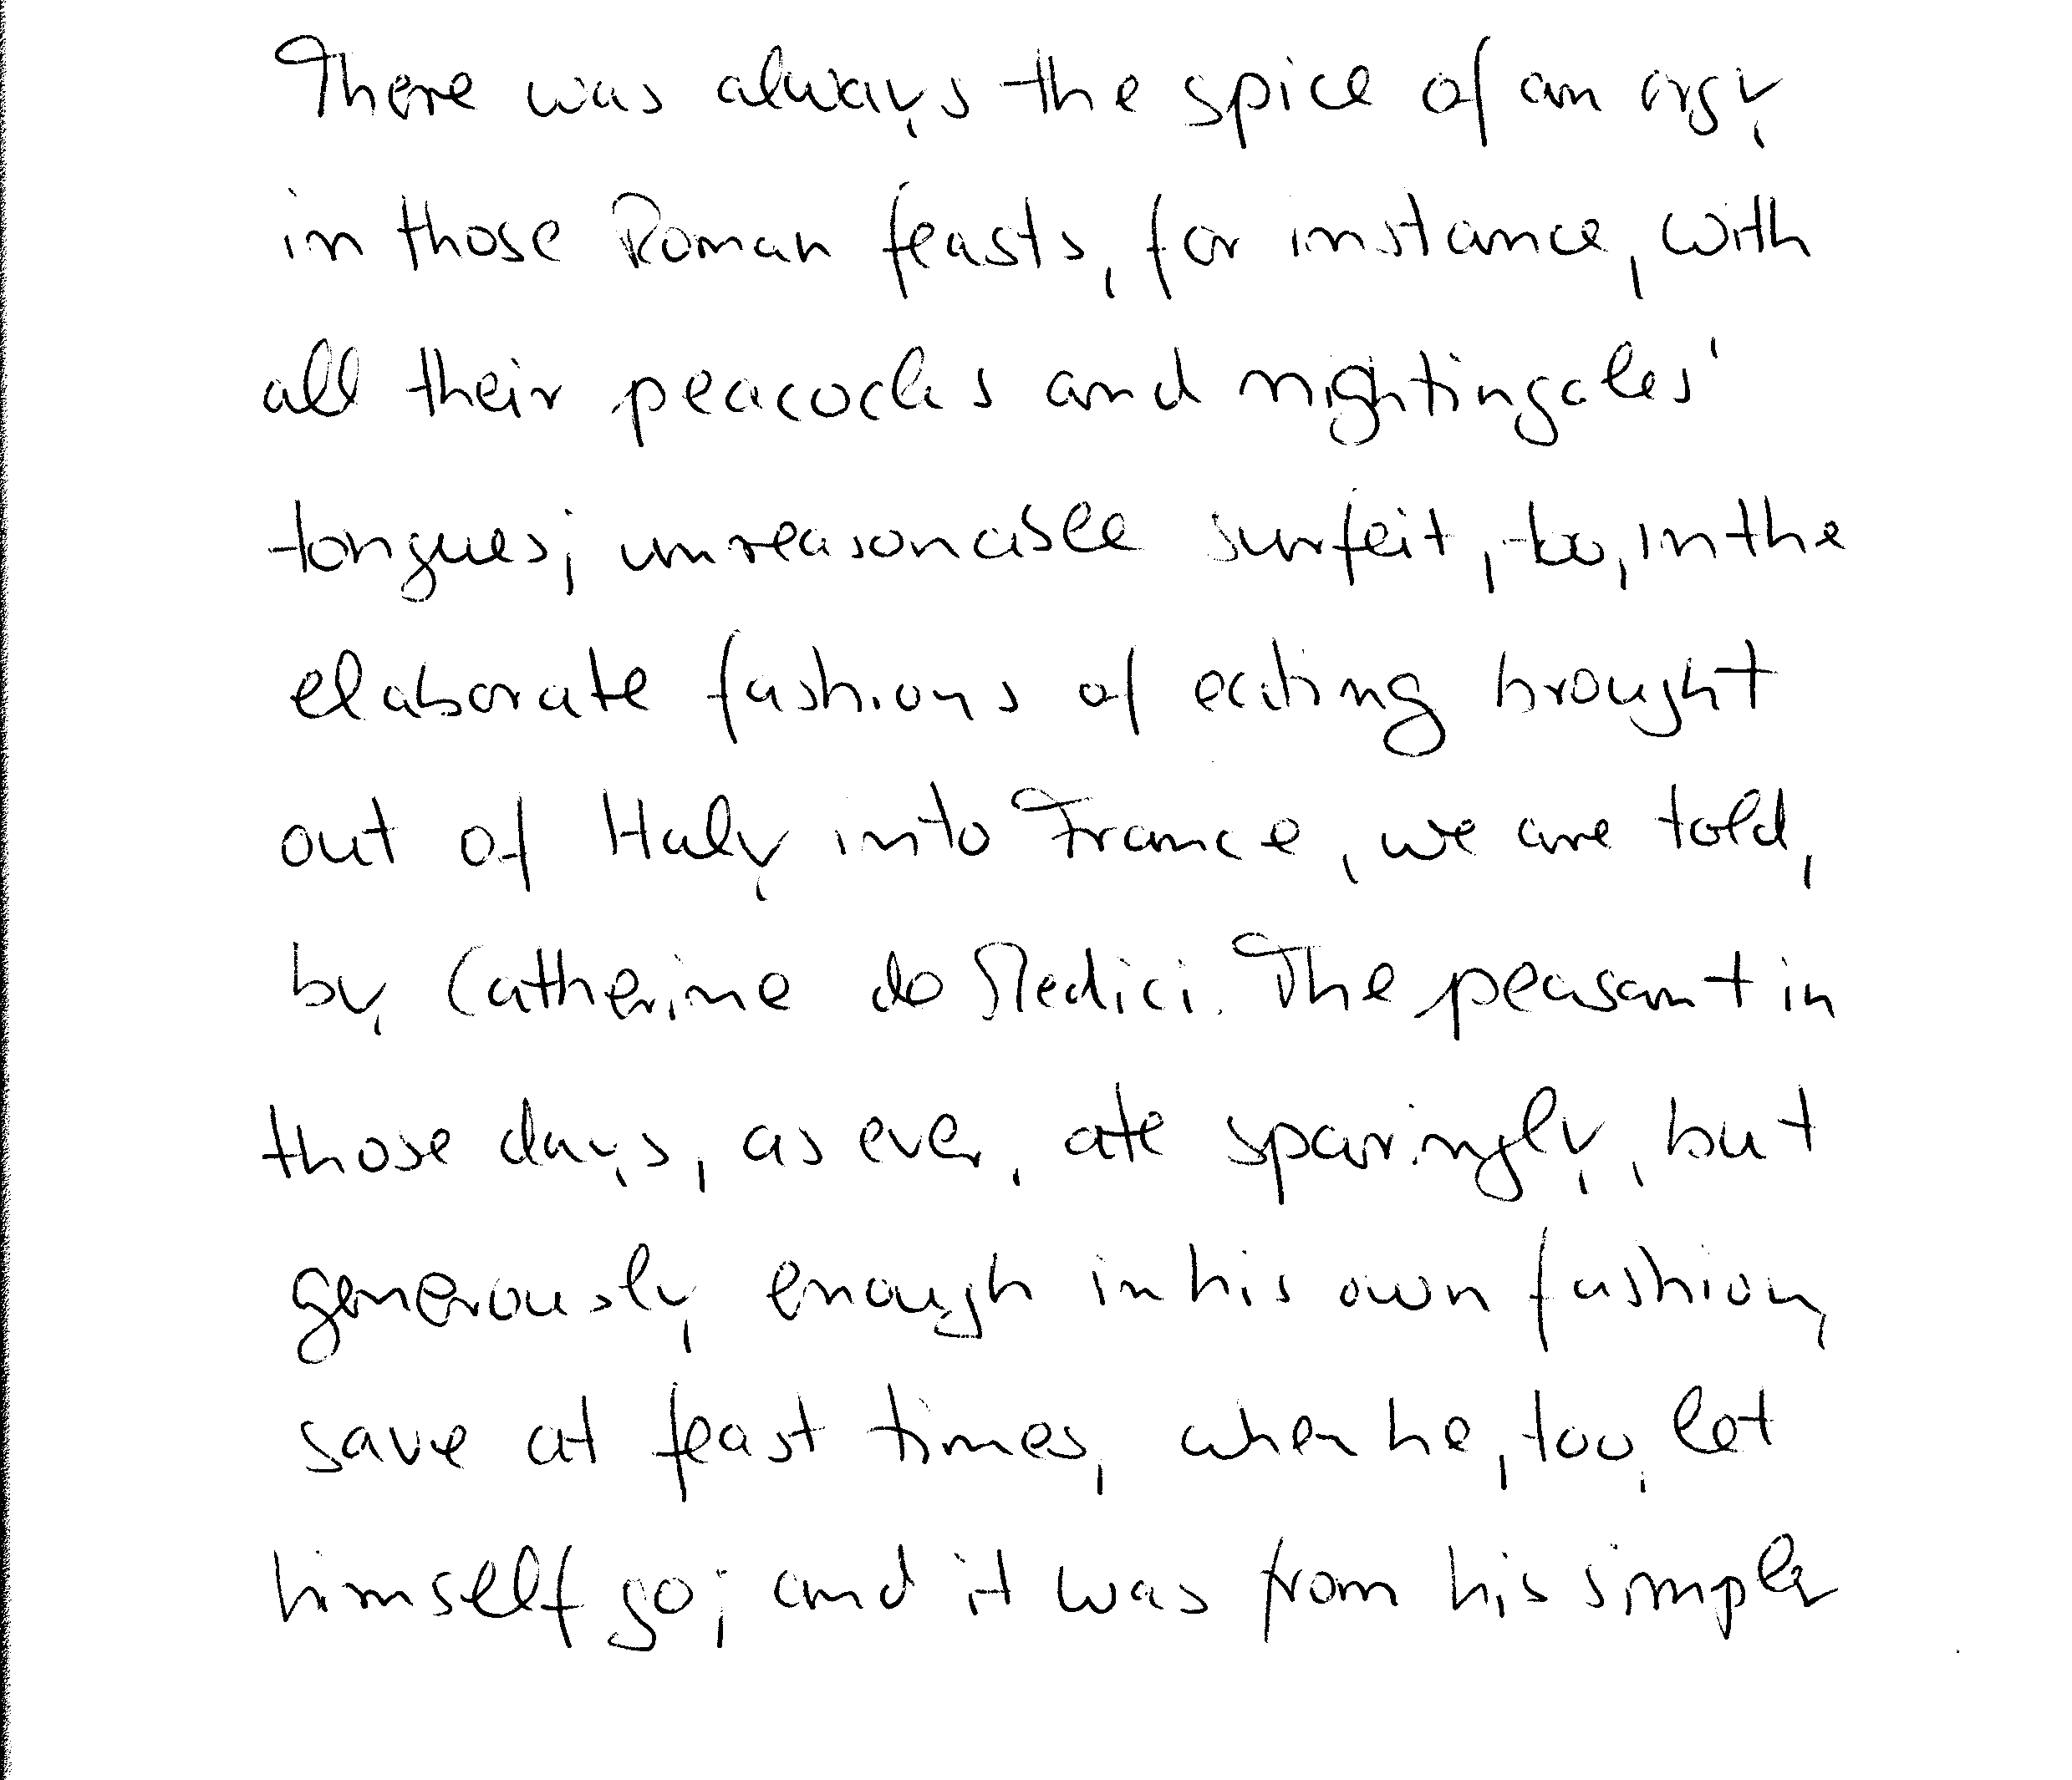 There was always the spice of an orgy
in those Roman feasts, for instance, with
all their peacocks and nightingales'
tongues; unreasonable surfeit, too, in the
elaborate fashions of eating brought
out of Italy into France, we are told,
by Catherine de Medici. The peasant in
those days, as ever, ate sparingly, but
generously enough in his own fashion,
save at feast times, when he, too, let
himself go; and it was from his simpler